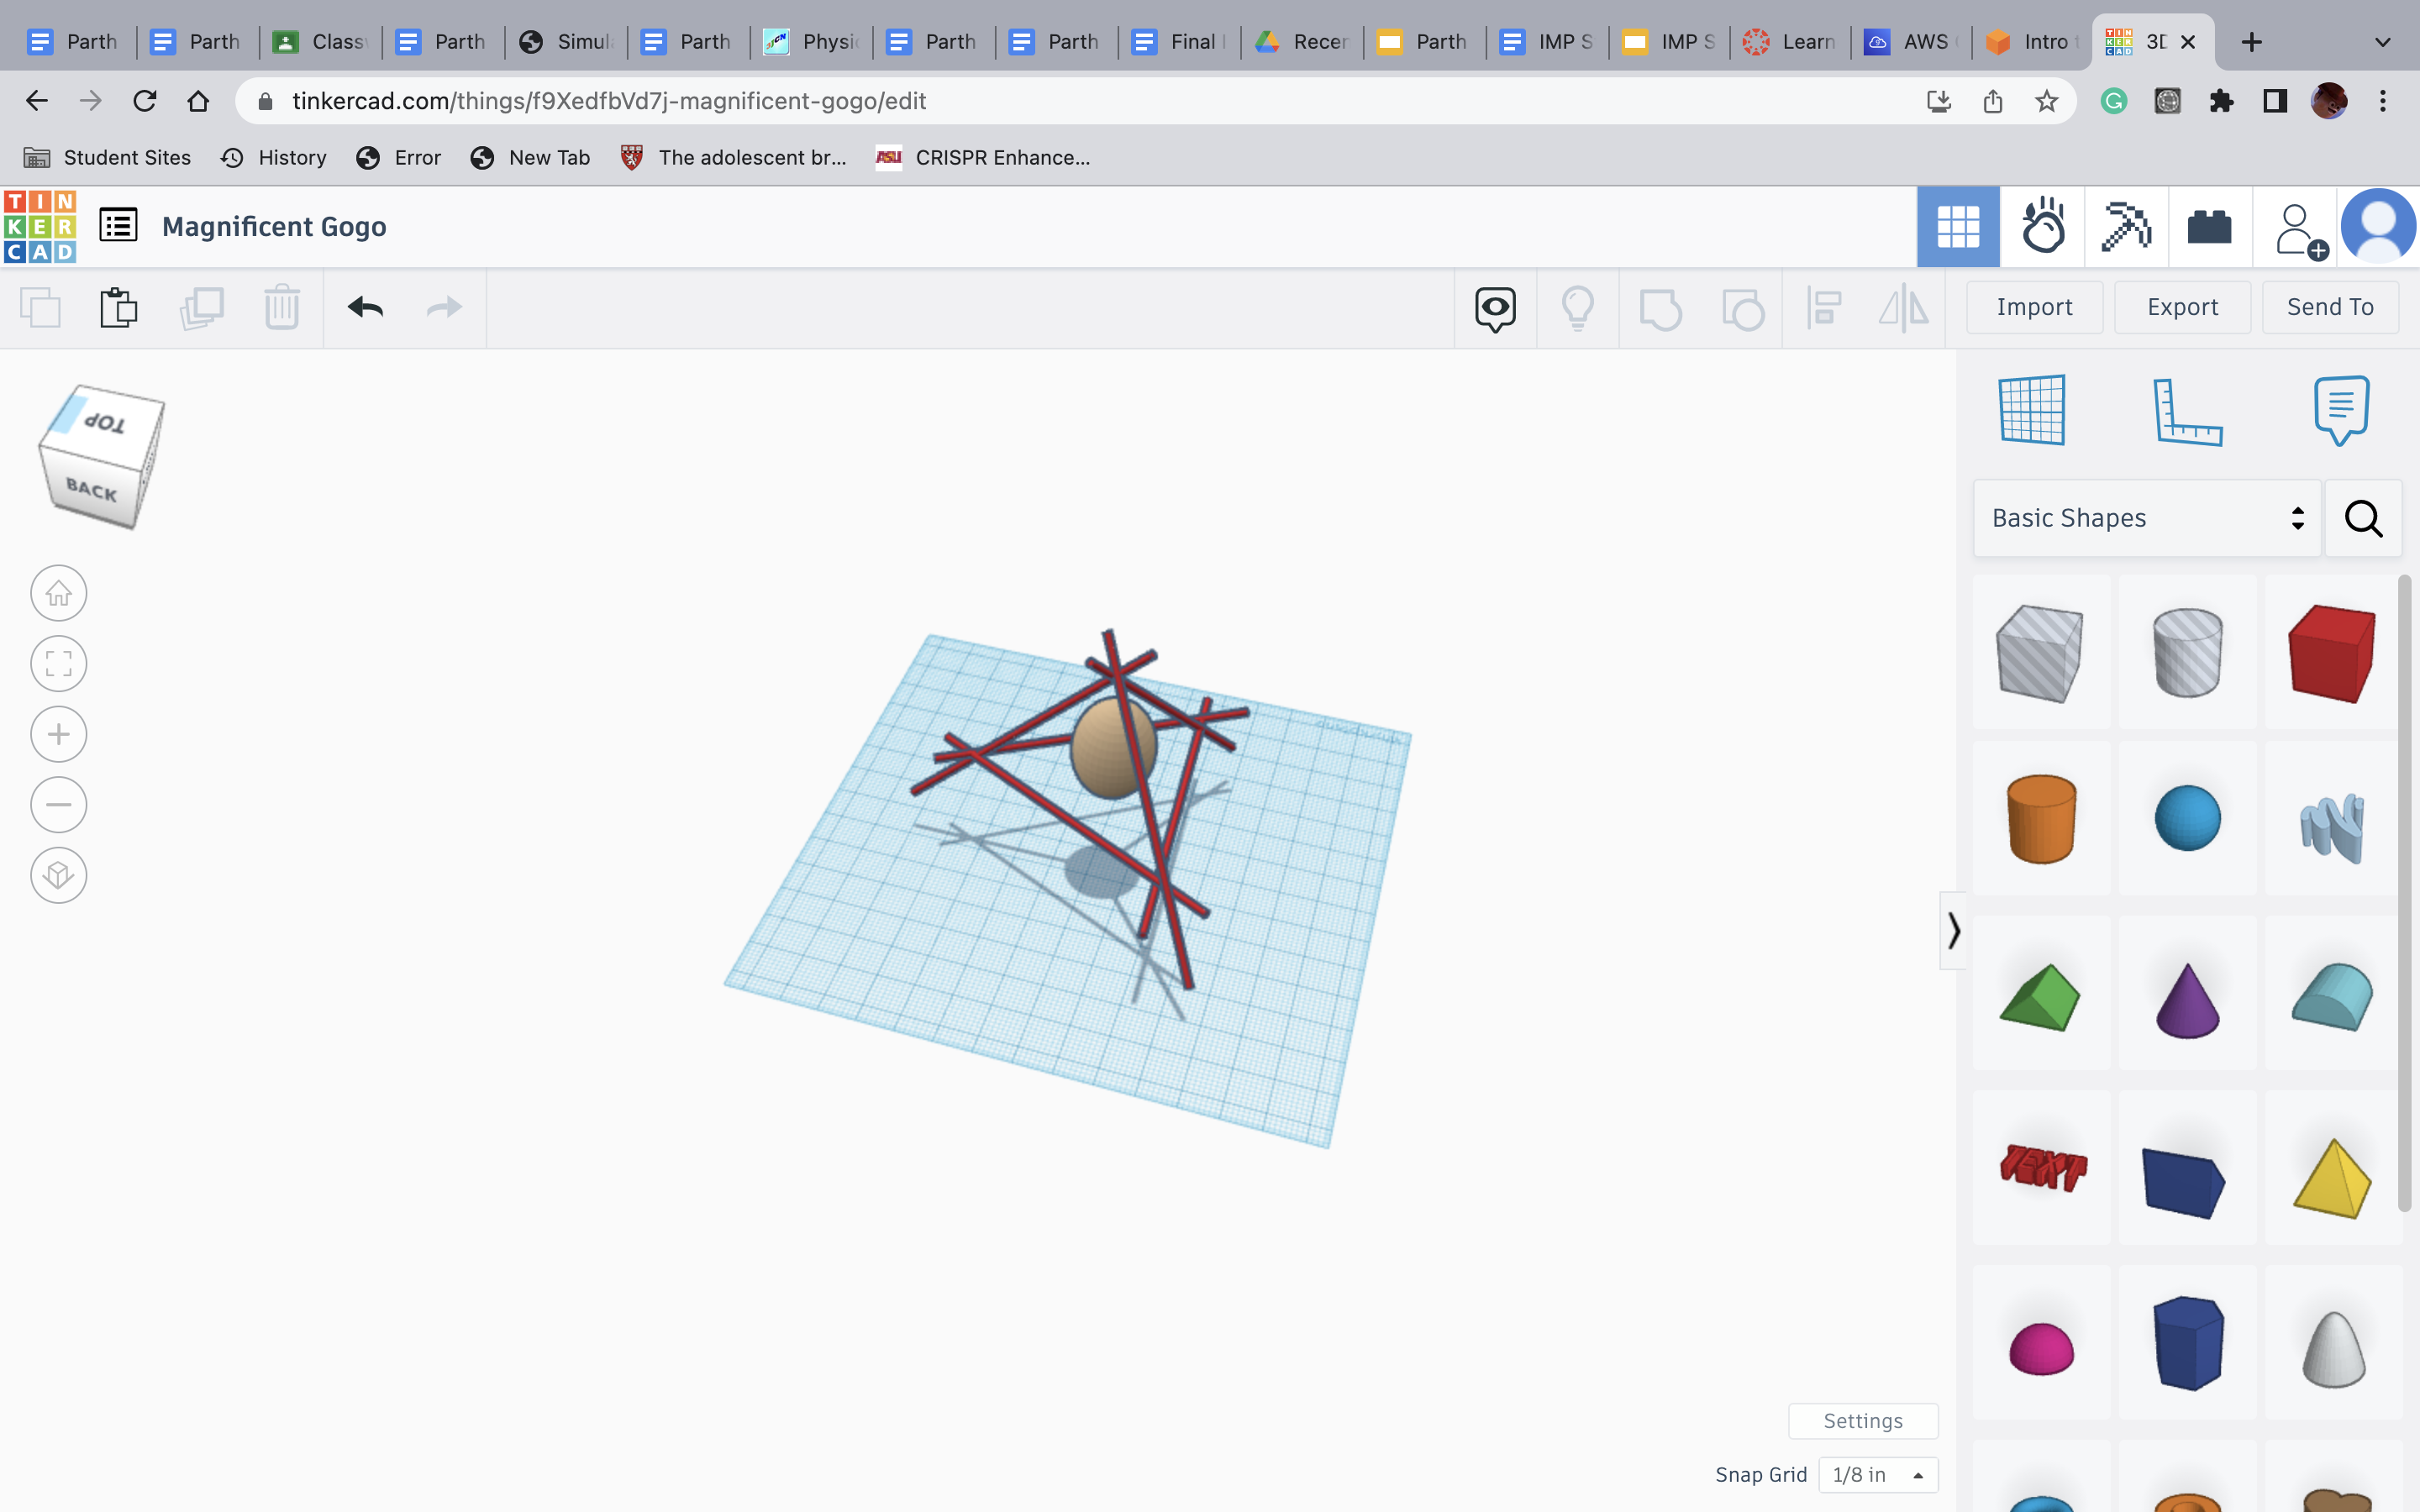 Parth Parth Class Parth Simul Parth Physic Parth Parth Final Recer Parth IMP S IMP S Learn AWS Intro 3D
tinkercad.com/things/f9XedfbVd7j-magnificent-gogo/edit
Student Sites History Error New Tab The adolescent br... CRISPR Enhance...
TIN
KER
CAD
Magnificent Gogo
Import Export Send To
TOP
BACK
Basic Shapes
TEXT
Settings
Snap Grid 1/8 in